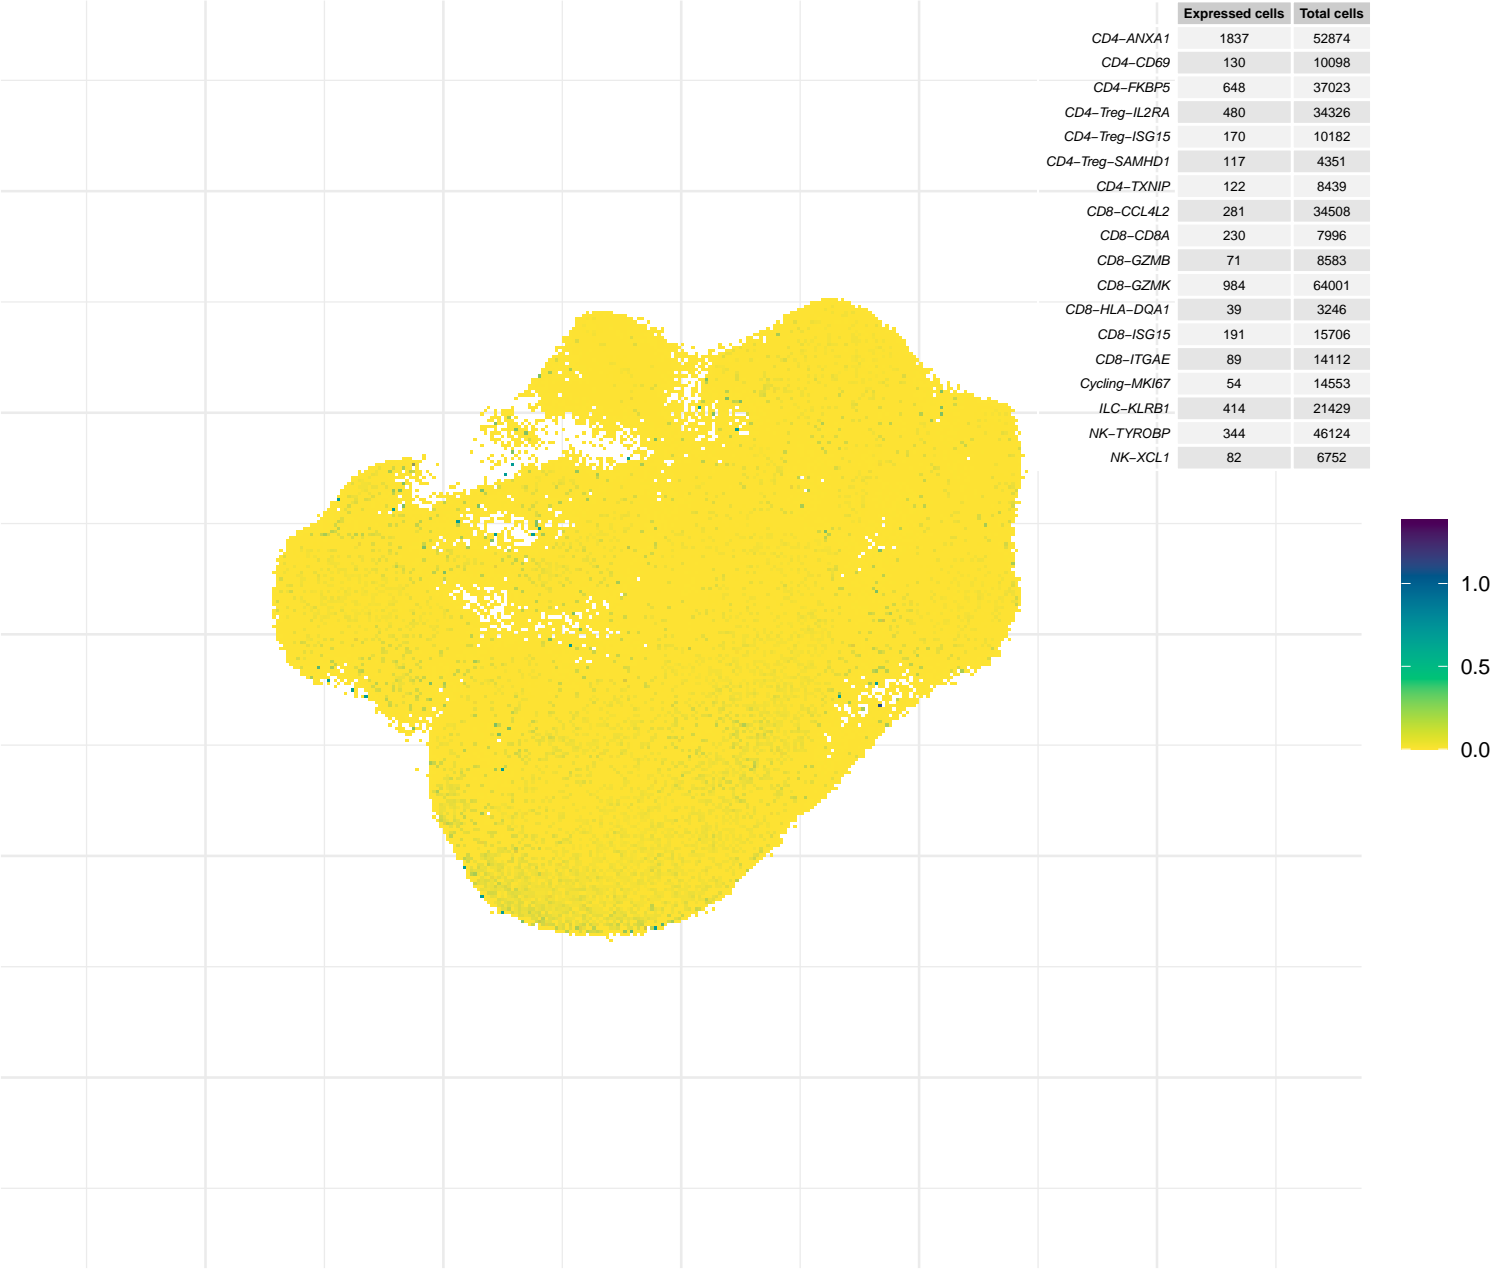 Expressed cells Total cells
CD4−ANXA1 1837 52874
CD4−CD69 130 10098
CD4−FKBP5 648 37023
CD4−Treg−IL2RA 480 34326
CD4−Treg−ISG15 170 10182
CD4−Treg−SAMHD1 117 4351
CD4−TXNIP 122 8439
CD8−CCL4L2 281 34508
CD8−CD8A 230 7996
CD8−GZMB 71 8583
CD8−GZMK 984 64001
CD8−HLA−DQA1 39 3246
CD8−ISG15 191 15706
CD8−ITGAE 89 14112
Cycling−MKI67 54 14553
ILC−KLRB1 414 21429
NK−TYROBP 344 46124
NK−XCL1 82 6752
1.0
0.5
0.0